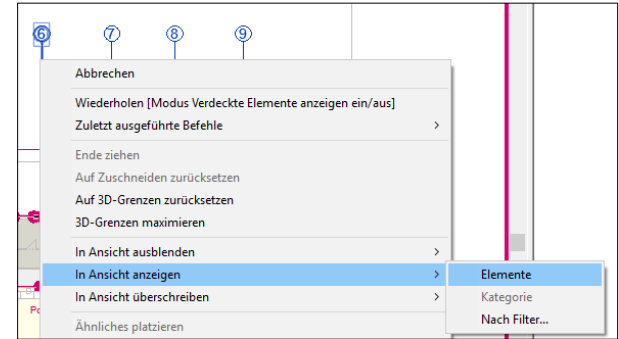 6 7 8 9
Abbrechen
Wiederholen [Modus Verdeckte Elemente anzeigen ein/aus]
Zuletzt ausgeführte Befehle
Ende ziehen
Auf Zuschneiden zurücksetzen
Auf 3D-Grenzen zurücksetzen
3D-Grenzen maximieren
In Ansicht ausblenden
In Ansicht anzeigen
Elemente
In Ansicht überschreiben
Kategorie
Nach Filter...
Ähnliches platzieren